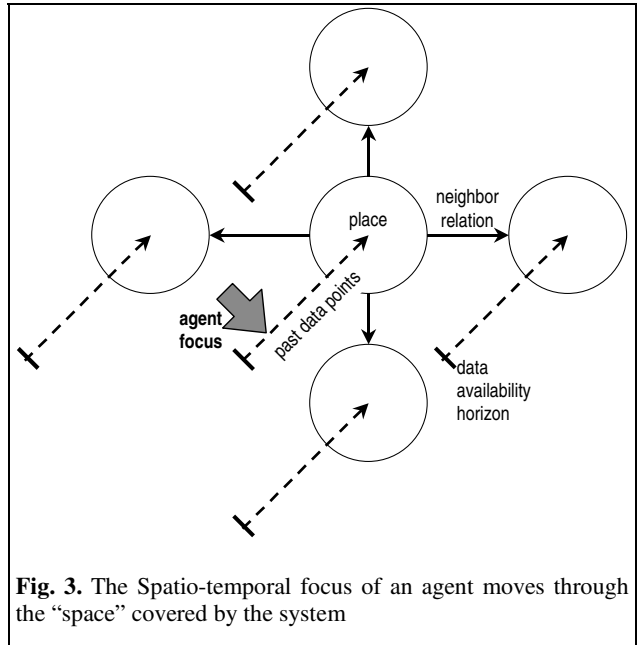 place
neighbor
relation
agent
focus
past data points
data
availability
horizon
Fig. 3. The Spatio-temporal focus of an agent moves through
the “space” covered by the system